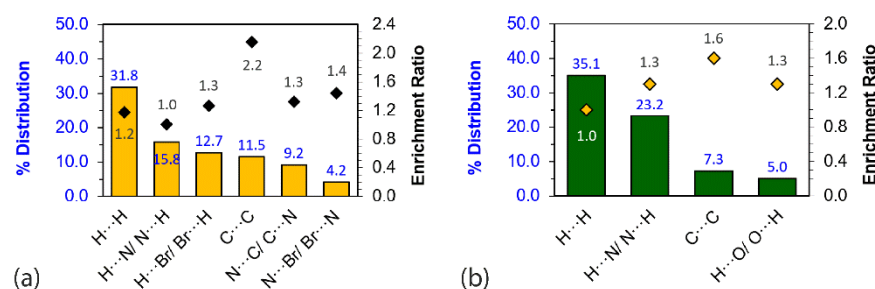 (a)
% Distribution
50.0
40.0
30.0
20.0
10.0
0.0
31.8
15.8
12.7
11.5
9.2
4.2
1.2
1.0
1.3
2.2
1.3
1.4
2.4
2.0
1.6
1.2
0.8
0.4
0.0
Enrichment Ratio
H···H
H···N/ N···H
H···Br/ Br···H
C···C
N···C/ C···N
N···Br/ Br···N
(b)
% Distribution
50.0
40.0
30.0
20.0
10.0
0.0
35.1
23.2
7.3
5.0
1.0
1.3
1.6
1.3
2.0
1.6
1.2
0.8
0.4
0.0
Enrichment Ratio
H···H
H···N/ N···H
C···C
H···O/ O···H